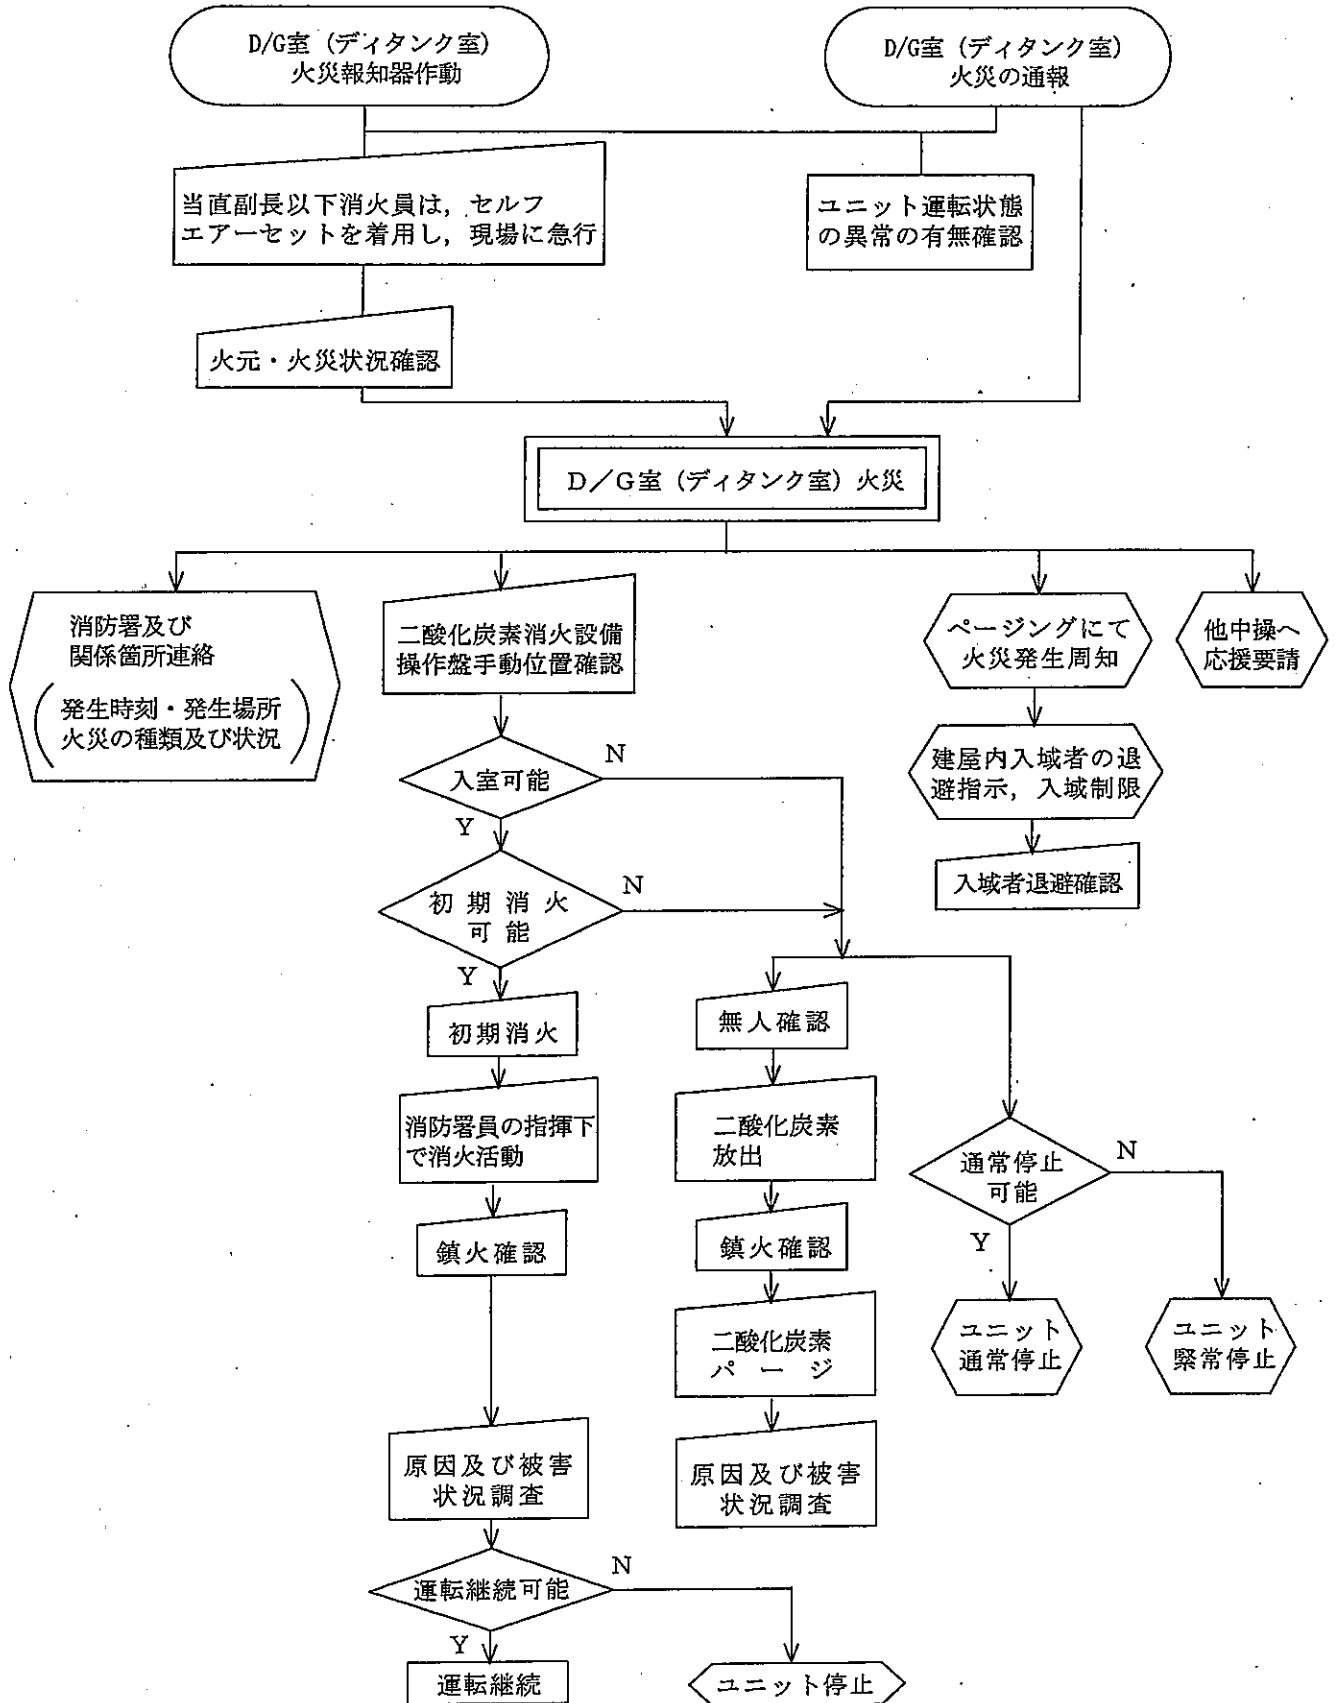 D/G室（ディタンク室）
火災報知器作動
D/G室（ディタンク室）
火災の通報
当直副長以下消火員は，セルフ
エアーセットを着用し，現場に急行
ユニット運転状態
の異常の有無確認
火元・火災状況確認
D／G室（ディタンク室）火災
消防署及び
関係箇所連絡
発生時刻・発生場所
火災の種類及び状況
二酸化炭素消火設備
操作盤手動位置確認
ページングにて
火災発生周知
他中操へ
応援要請
建屋内入域者の退
避指示，入域制限
入域者退避確認
入室可能
N
Y
初期消火
可能
N
Y
初期消火
無人確認
消防署員の指揮下
で消火活動
二酸化炭素
放出
通常停止
可能
N
Y
鎮火確認
鎮火確認
ユニット
通常停止
ユニット
緊常停止
二酸化炭素
パージ
原因及び被害
状況調査
原因及び被害
状況調査
運転継続可能
N
Y
運転継続
ユニット停止